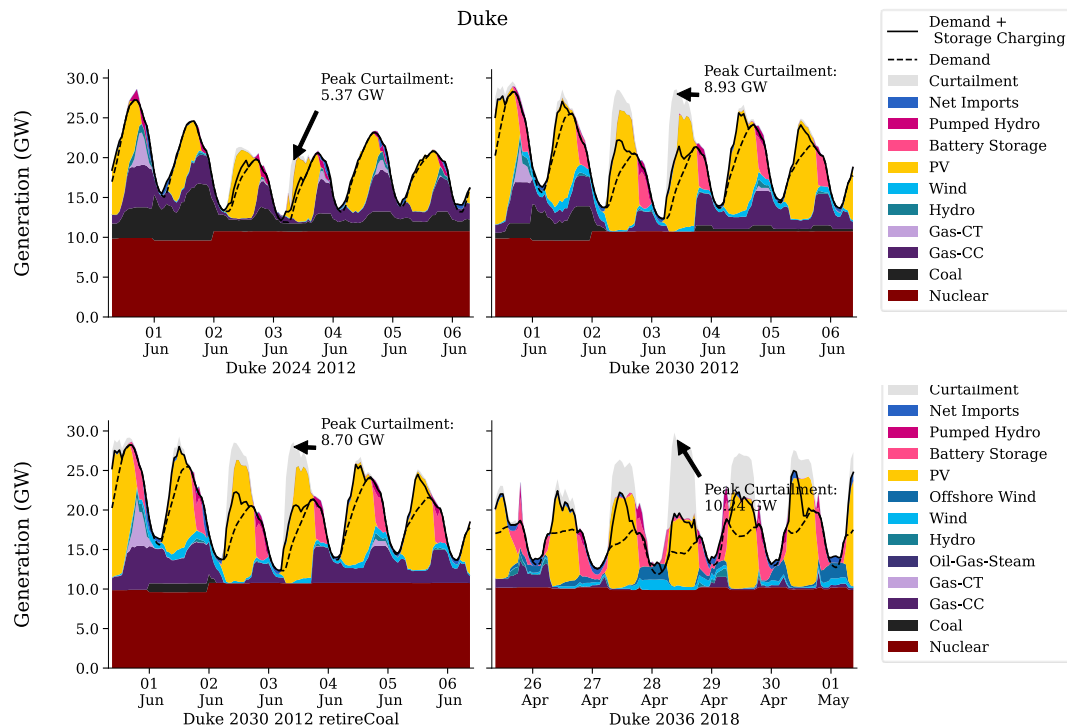 Duke
Generation (GW)
30.0
25.0
20.0
15.0
10.0
5.0
0.0
Peak Curtailment:
5.37 GW
01 02 03 04 05 06
Jun Jun Jun Jun Jun Jun
Duke 2024 2012
Peak Curtailment:
8.93 GW
01 02 03 04 05 06
Jun Jun Jun Jun Jun Jun
Duke 2030 2012
Demand +
Storage Charging
Demand
Curtailment
Net Imports
Pumped Hydro
Battery Storage
PV
Wind
Hydro
Gas-CT
Gas-CC
Coal
Nuclear
Generation (GW)
30.0
25.0
20.0
15.0
10.0
5.0
0.0
Peak Curtailment:
8.70 GW
01 02 03 04 05 06
Jun Jun Jun Jun Jun Jun
Duke 2030 2012 retireCoal
Peak Curtailment:
10.24 GW
26 27 28 29 30 01
Apr Apr Apr Apr Apr May
Duke 2036 2018
Curtailment
Net Imports
Pumped Hydro
Battery Storage
PV
Offshore Wind
Wind
Hydro
Oil-Gas-Steam
Gas-CT
Gas-CC
Coal
Nuclear